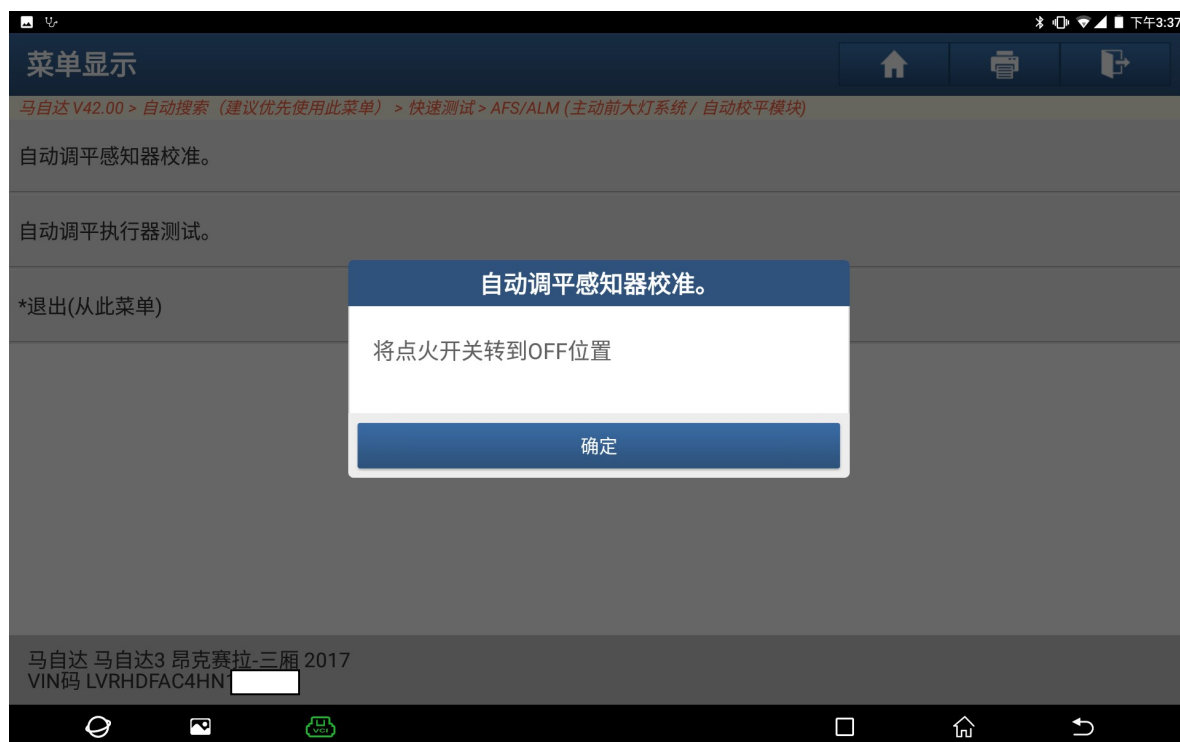 下午3:37
菜单显示
马自达 V42.00 > 自动搜索（建议优先使用此菜单） > 快速测试 > AFS/ALM (主动前大灯系统 / 自动校平模块)
自动调平感知器校准。
自动调平执行器测试。
*退出(从此菜单)
自动调平感知器校准。
将点火开关转到OFF位置
确定
马自达 马自达3 昂克赛拉-三厢 2017
VIN码 LVRHDFAC4HN
VCI